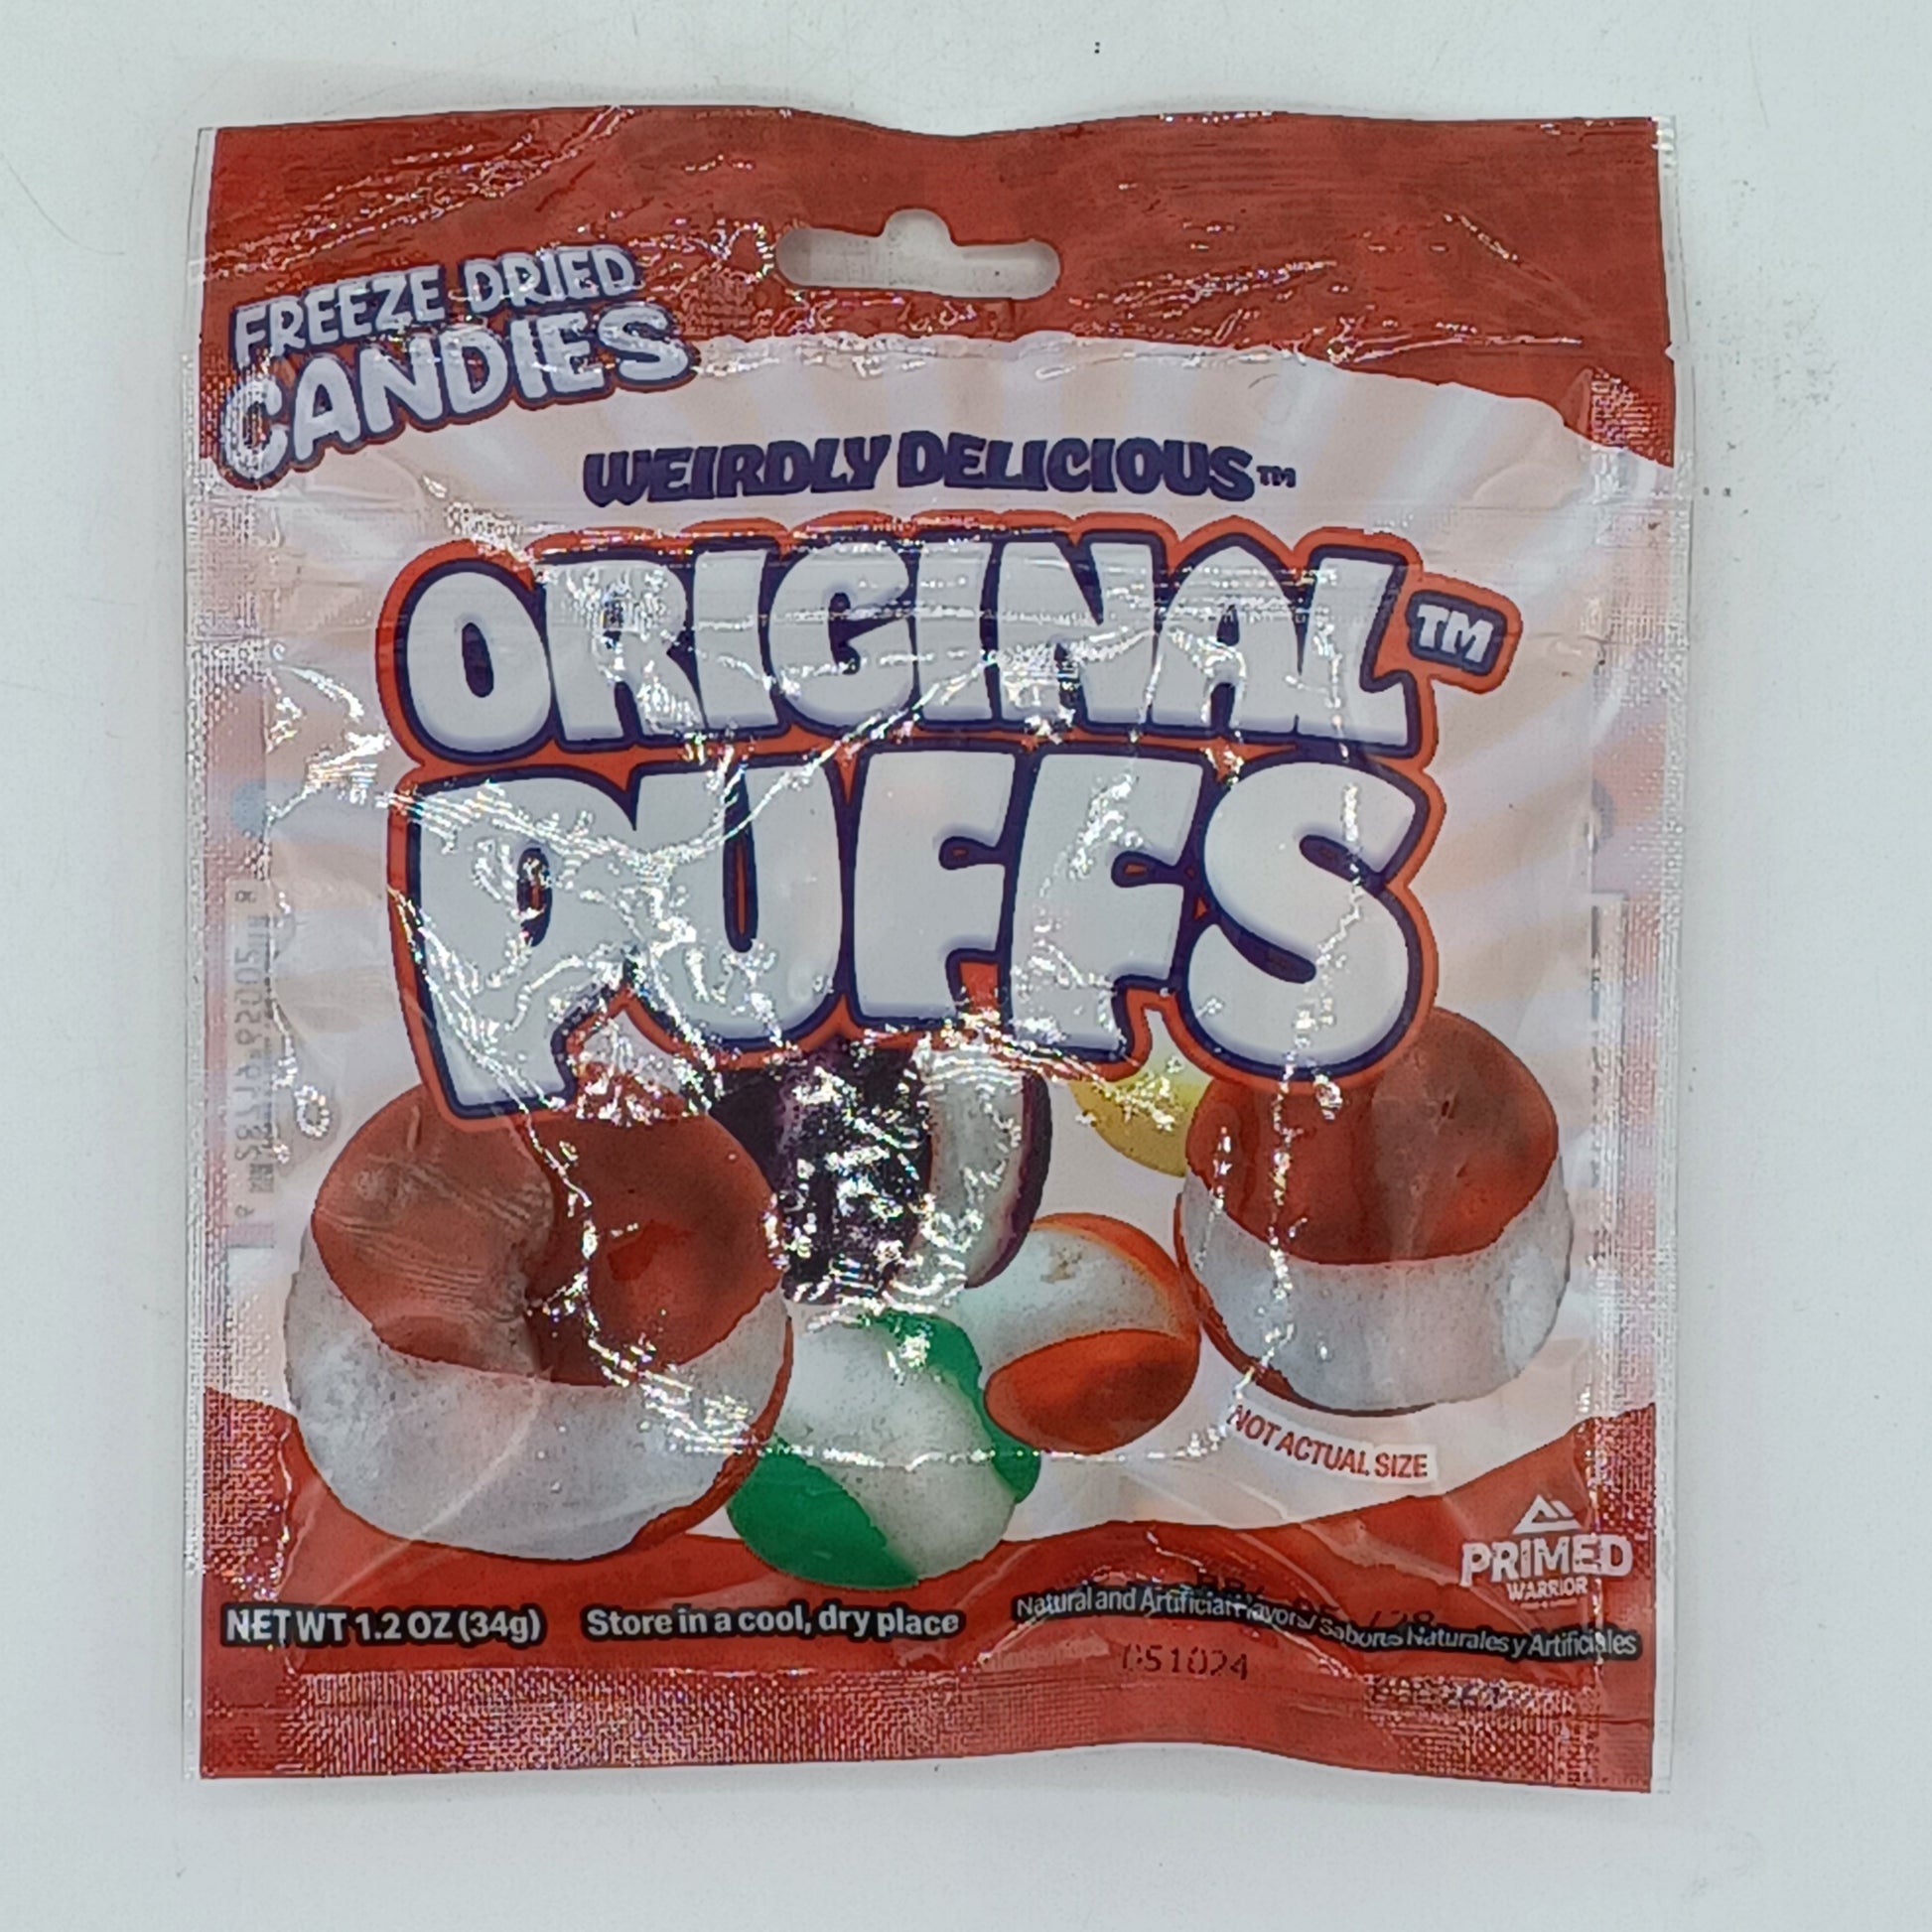 FREEZE DRIED
CANDIES
WEIRDLY DELICIOUS™
ORIGINAL™
PUFFS
NOT ACTUAL SIZE
PRIMED
WARRIOR
NET WT 1.2 OZ (34g)
Store in a cool, dry place
Natural and Artificial Flavors/ Sabores Naturales y Artificiales
051024